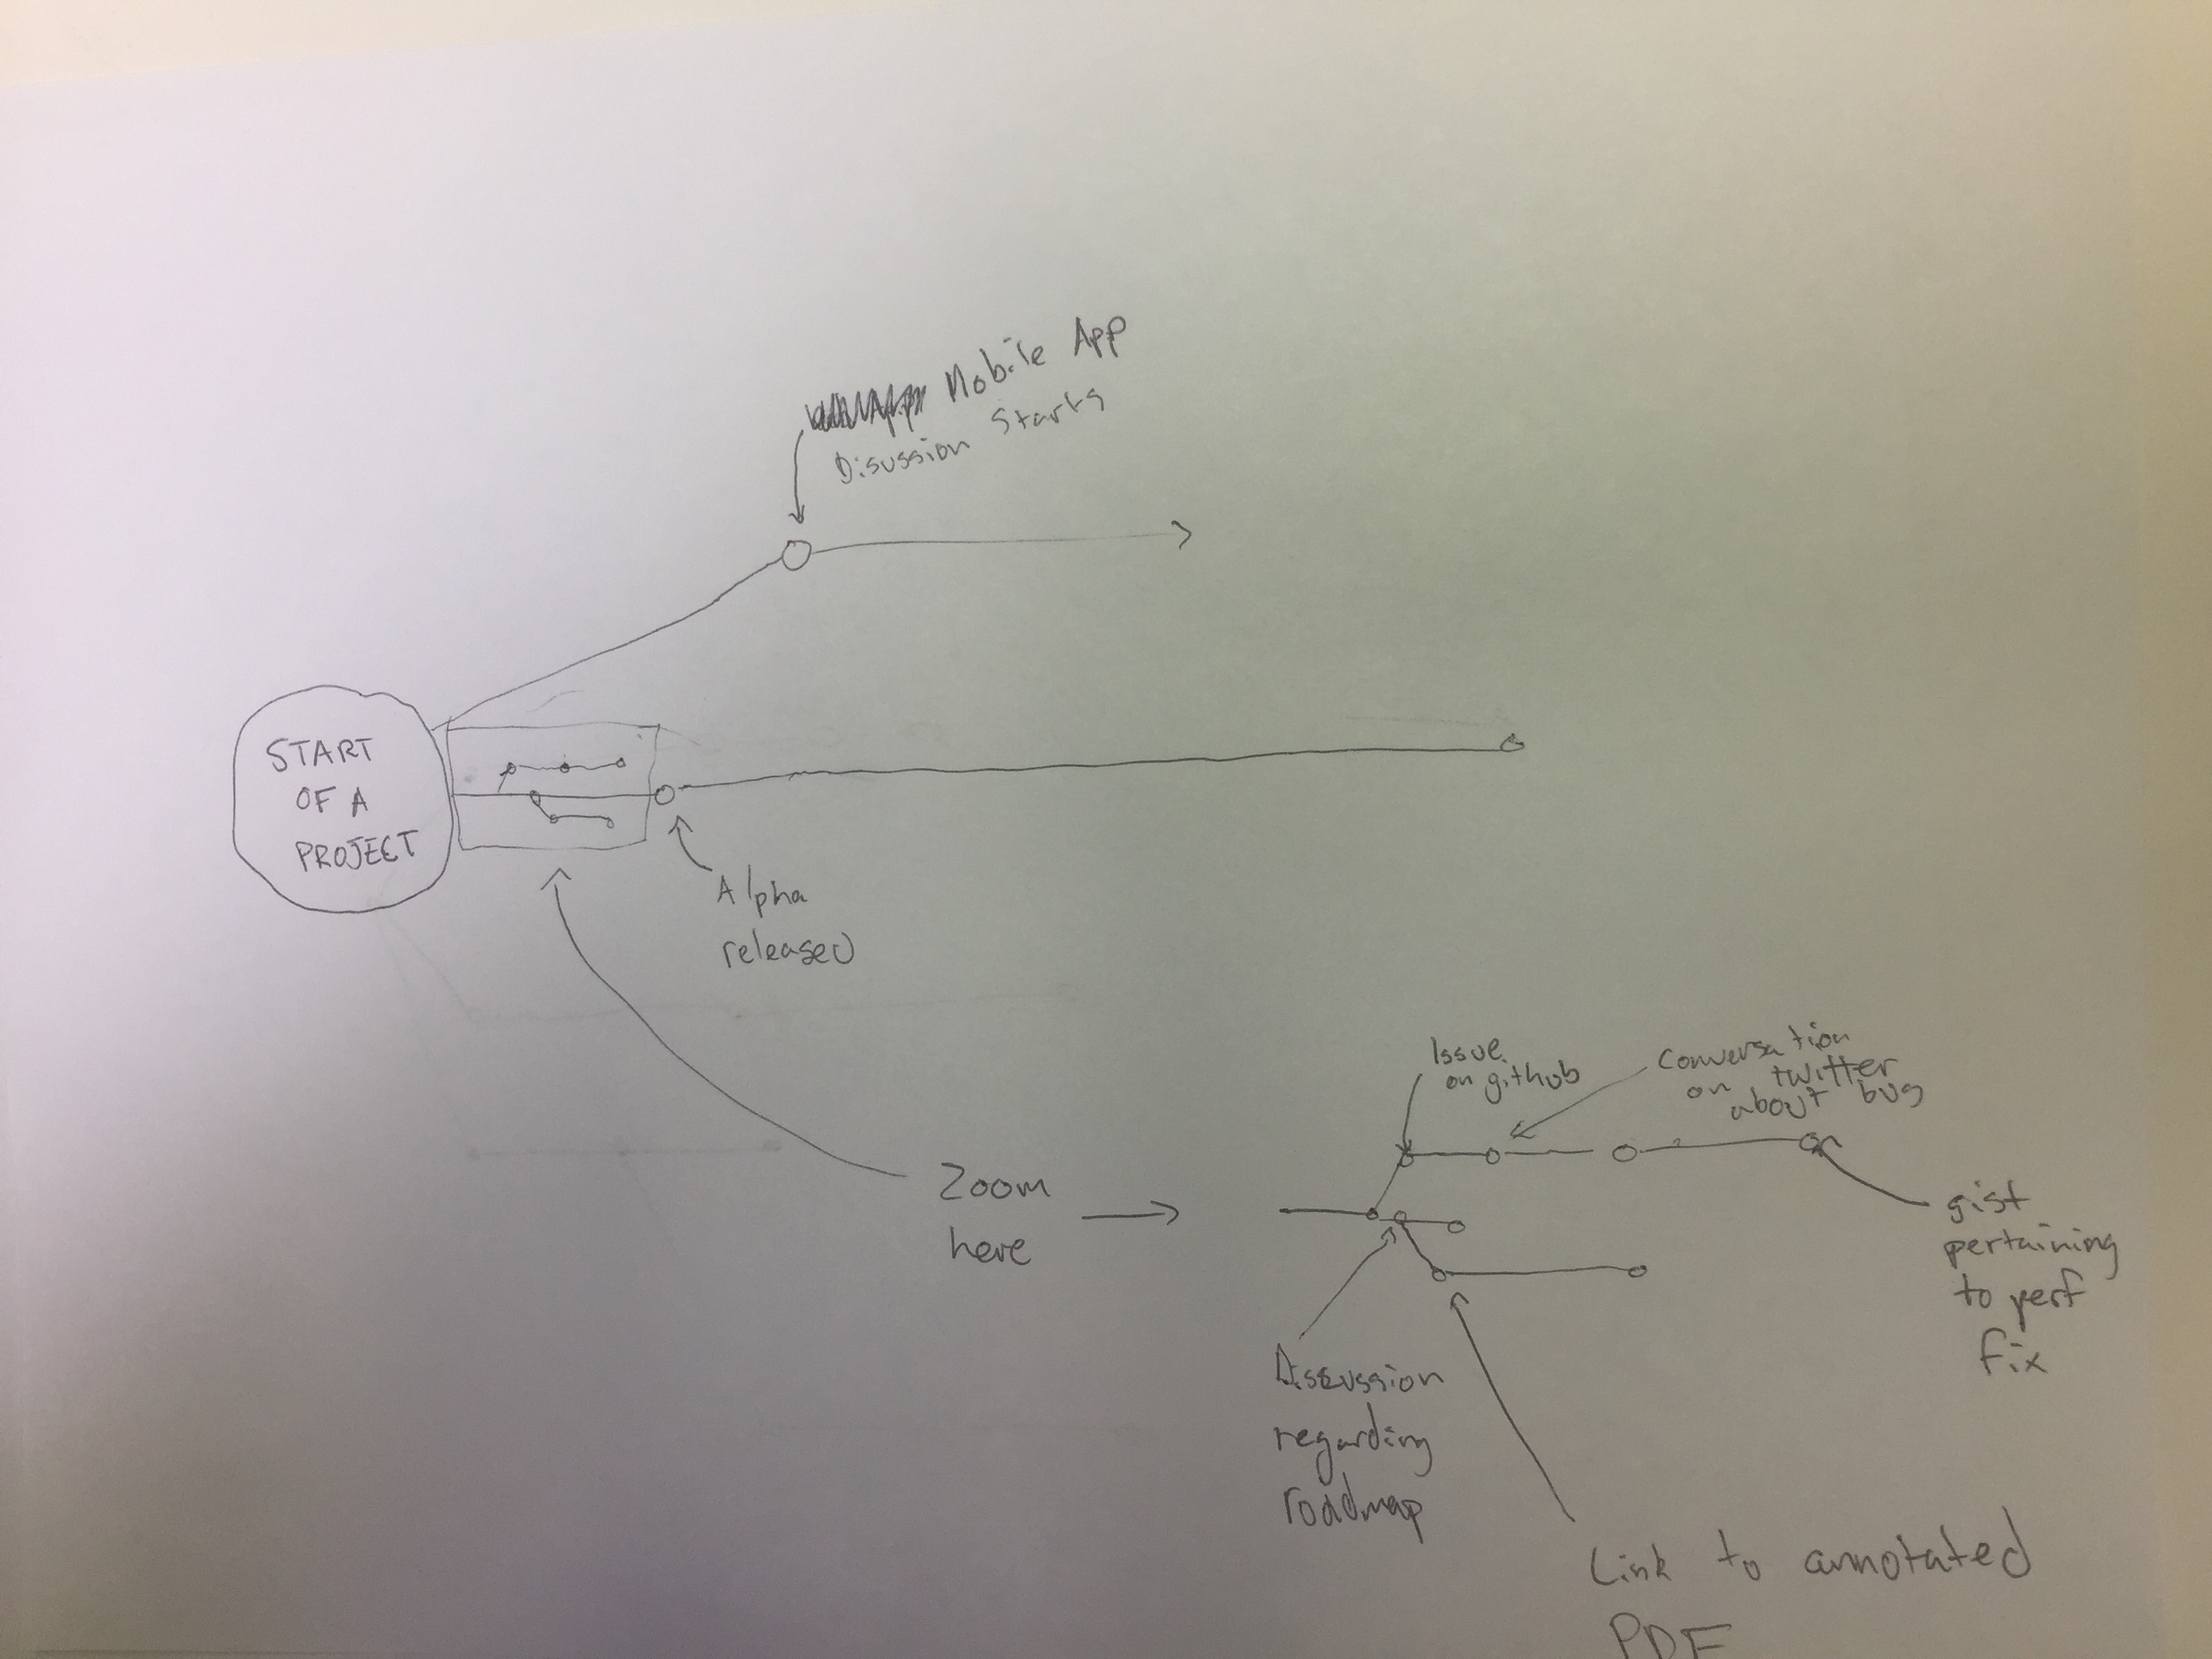 Mobile App
Disussion Starts
START
OF A
PROJECT
Alpha
released
Zoom
here
Issue
on github
Conversation
on twitter
about bug
gist
pertaining
to perf
fix
Discussion
regarding
roadmap
Link to annotated
PDF